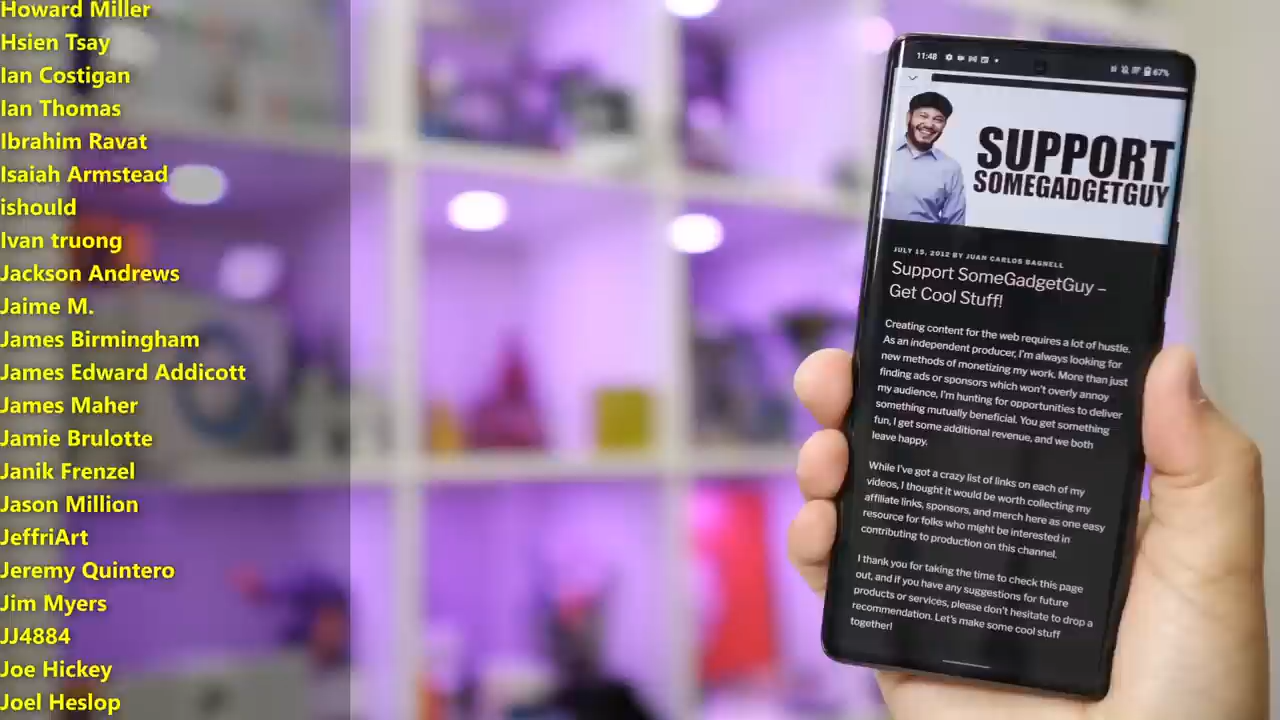 Howard Miller
Hsien Tsay
Ian Costigan
Ian Thomas
Ibrahim Ravat
Isaiah Armstead
ishould
Ivan truong
Jackson Andrews
Jaime M.
James Birmingham
James Edward Addicott
James Maher
Jamie Brulotte
Janik Frenzel
Jason Million
JeffriArt
Jeremy Quintero
Jim Myers
JJ4884
Joe Hickey
Joel Heslop
11:48
67%
SUPPORT
SOMEGADGETGUY
JULY 15, 2012 BY JUAN CARLOS BAGNELL
Support SomeGadgetGuy –
Get Cool Stuff!
Creating content for the web requires a lot of hustle.
As an independent producer, I'm always looking for
new methods of monetizing my work. More than just
finding ads or sponsors which won't overly annoy
my audience, I'm hunting for opportunities to deliver
something mutually beneficial. You get something
fun, I get some additional revenue, and we both
leave happy.
While I've got a crazy list of links on each of my
videos, I thought it would be worth collecting my
affiliate links, sponsors, and merch here as one easy
resource for folks who might be interested in
contributing to production on this channel.
I thank you for taking the time to check this page
out, and if you have any suggestions for future
products or services, please don't hesitate to drop a
recommendation. Let's make some cool stuff
together!